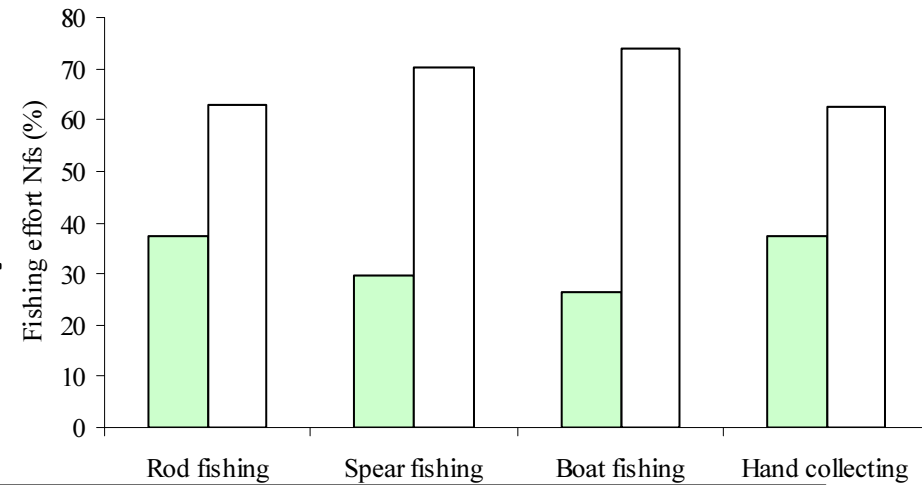 Fishing effort Nfs (%)
80
70
60
50
40
30
20
10
0
Rod fishing
Spear fishing
Boat fishing
Hand collecting